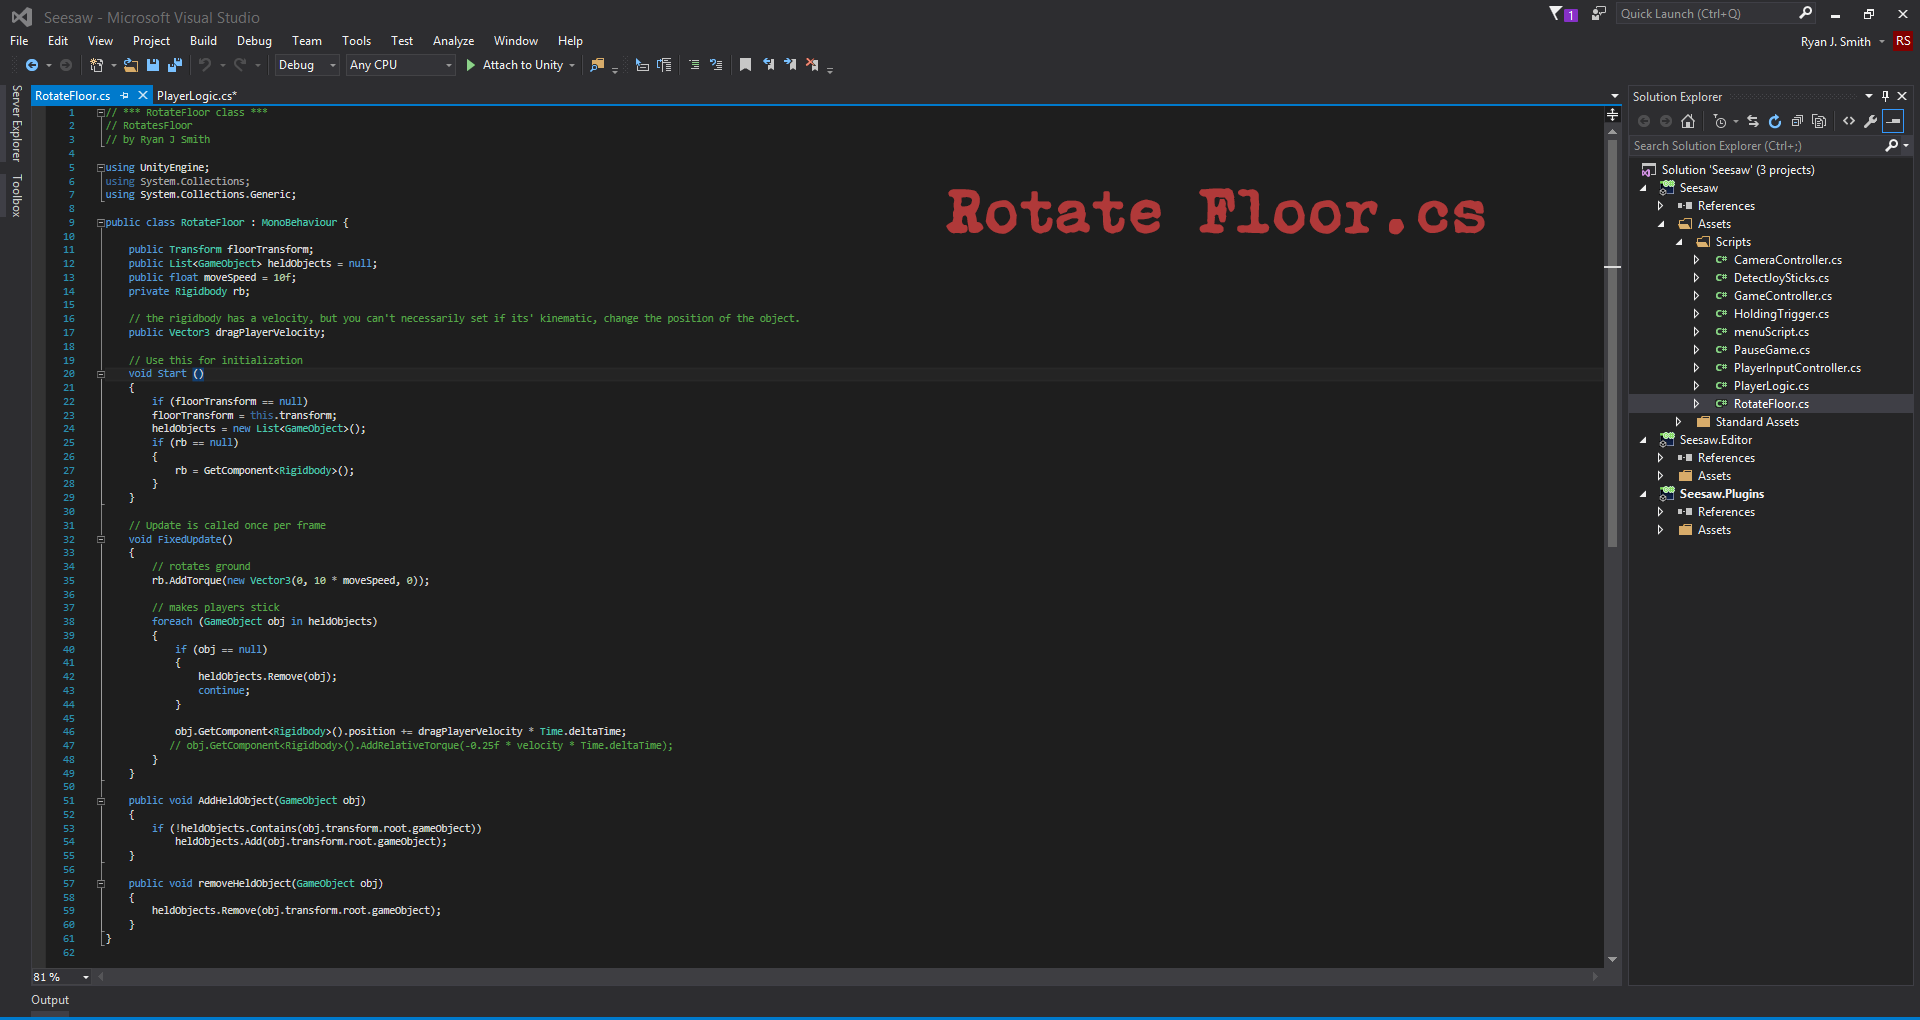 Seesaw - Microsoft Visual Studio
1
Quick Launch (Ctrl+Q)
File Edit View Project Build Debug Team Tools Test Analyze Window Help
Ryan J. Smith RS
Debug Any CPU Attach to Unity
Server Explorer
Toolbox
RotateFloor.cs PlayerLogic.cs*
1 // *** RotateFloor class ***
2 // RotatesFloor
3 // by Ryan J Smith
4
5 using UnityEngine;
6 using System.Collections;
7 using System.Collections.Generic;
8
9 public class RotateFloor : MonoBehaviour {
10
11 public Transform floorTransform;
12 public List<GameObject> heldObjects = null;
13 public float moveSpeed = 10f;
14 private Rigidbody rb;
15
16 // the rigidbody has a velocity, but you can't necessarily set if its' kinematic, change the position of the object.
17 public Vector3 dragPlayerVelocity;
18
19 // Use this for initialization
20 void Start ()
21 {
22 if (floorTransform == null)
23 floorTransform = this.transform;
24 heldObjects = new List<GameObject>();
25 if (rb == null)
26 {
27 rb = GetComponent<Rigidbody>();
28 }
29 }
30
31 // Update is called once per frame
32 void FixedUpdate()
33 {
34 // rotates ground
35 rb.AddTorque(new Vector3(0, 10 * moveSpeed, 0));
36
37 // makes players stick
38 foreach (GameObject obj in heldObjects)
39 {
40 if (obj == null)
41 {
42 heldObjects.Remove(obj);
43 continue;
44 }
45
46 obj.GetComponent<Rigidbody>().position += dragPlayerVelocity * Time.deltaTime;
47 // obj.GetComponent<Rigidbody>().AddRelativeTorque(-0.25f * velocity * Time.deltaTime);
48 }
49 }
50
51 public void AddHeldObject(GameObject obj)
52 {
53 if (!heldObjects.Contains(obj.transform.root.gameObject))
54 heldObjects.Add(obj.transform.root.gameObject);
55 }
56
57 public void removeHeldObject(GameObject obj)
58 {
59 heldObjects.Remove(obj.transform.root.gameObject);
60 }
61 }
62
Rotate Floor.cs
81 %
Output
Solution Explorer
Search Solution Explorer (Ctrl+;)
Solution 'Seesaw' (3 projects)
Seesaw
References
Assets
Scripts
C# CameraController.cs
C# DetectJoySticks.cs
C# GameController.cs
C# HoldingTrigger.cs
C# menuScript.cs
C# PauseGame.cs
C# PlayerInputController.cs
C# PlayerLogic.cs
C# RotateFloor.cs
Standard Assets
Seesaw.Editor
References
Assets
Seesaw.Plugins
References
Assets